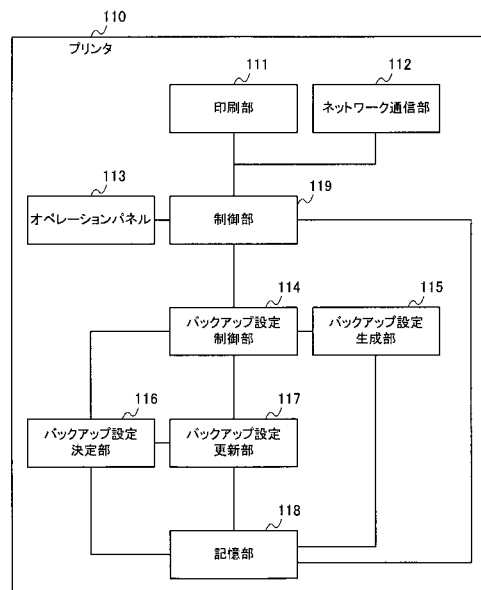 110
プリンタ
111
112
印刷部
ネットワーク通信部
113
119
オペレーションパネル
制御部
114
115
バックアップ設定
制御部
バックアップ設定
生成部
116
117
バックアップ設定
決定部
バックアップ設定
更新部
118
記憶部